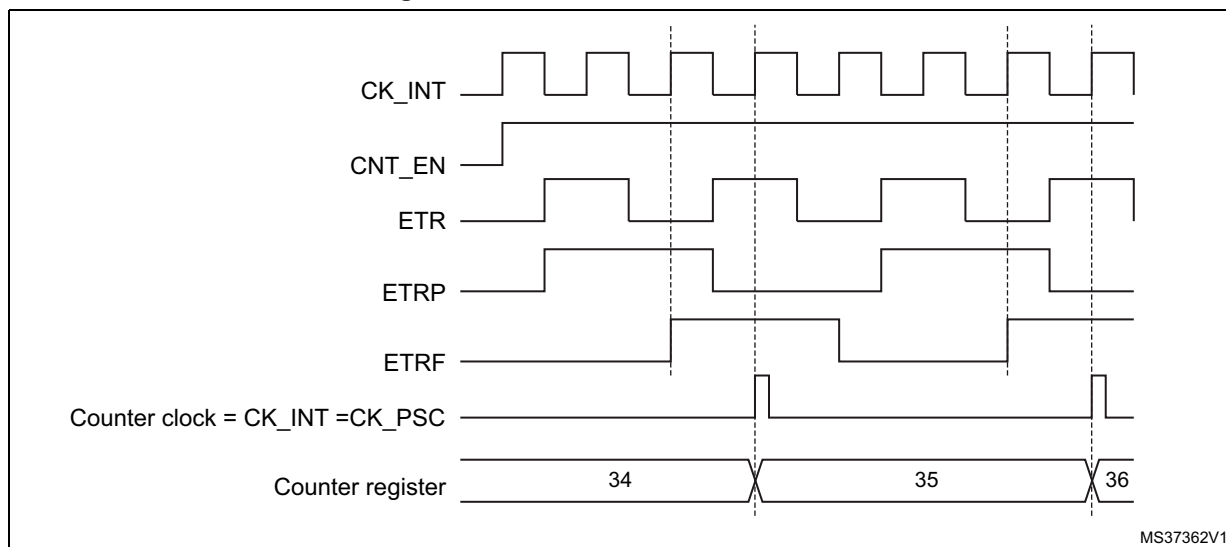 CK_INT
CNT_EN
ETR
ETRP
ETRF
Counter clock = CK_INT =CK_PSC
Counter register
34
35
36
MS37362V1